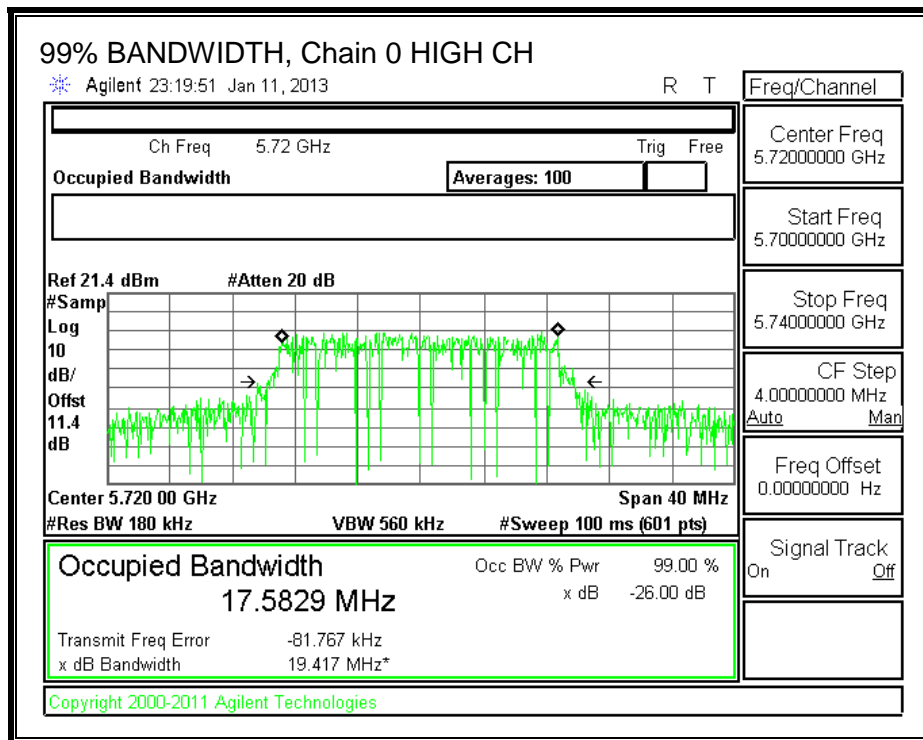 99% BANDWIDTH, Chain 0 HIGH CH
Agilent 23:19:51 Jan 11, 2013 R T
Freq/Channel
Ch Freq 5.72 GHz Trig Free
Occupied Bandwidth Averages: 100
Center Freq
5.72000000 GHz
Start Freq
5.70000000 GHz
Stop Freq
5.74000000 GHz
CF Step
4.00000000 MHz
Auto Man
Freq Offset
0.00000000 Hz
Signal Track
On Off
Ref 21.4 dBm #Atten 20 dB
#Samp
Log
10
dB/
Offst
11.4
dB
Center 5.720 00 GHz Span 40 MHz
#Res BW 180 kHz VBW 560 kHz #Sweep 100 ms (601 pts)
Occupied Bandwidth Occ BW % Pwr 99.00 %
17.5829 MHz x dB -26.00 dB
Transmit Freq Error -81.767 kHz
x dB Bandwidth 19.417 MHz*
Copyright 2000-2011 Agilent Technologies